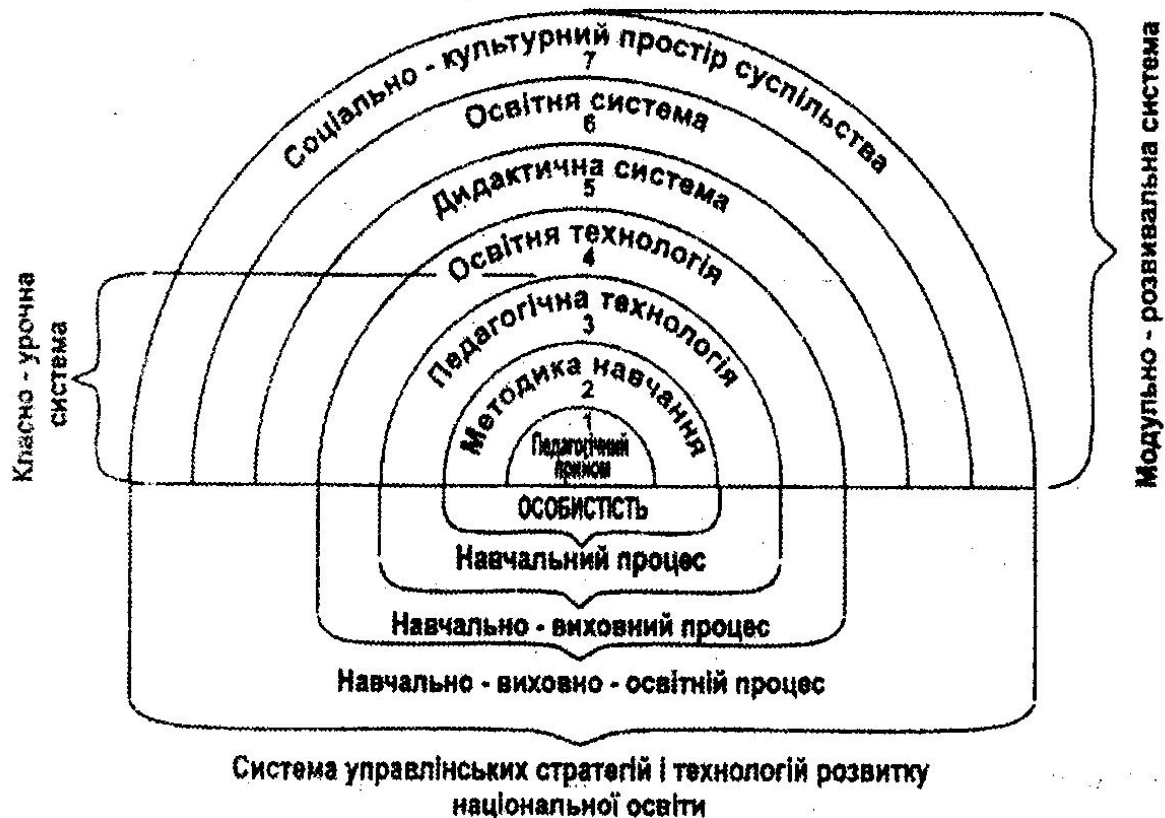 Соціально - культурний простір суспільства
7
Освітня система
6
Дидактична система
5
Освітня технологія
4
Педагогічна технологія
3
Методика навчання
2
1
Педагогічний
прийом
ОСОБИСТІСТЬ
Навчальний процес
Навчально - виховний процес
Навчально - виховно - освітній процес
Система управлінських стратегій і технологій розвитку
національної освіти
Класно - урочна
система
Модульно - розвивальна система